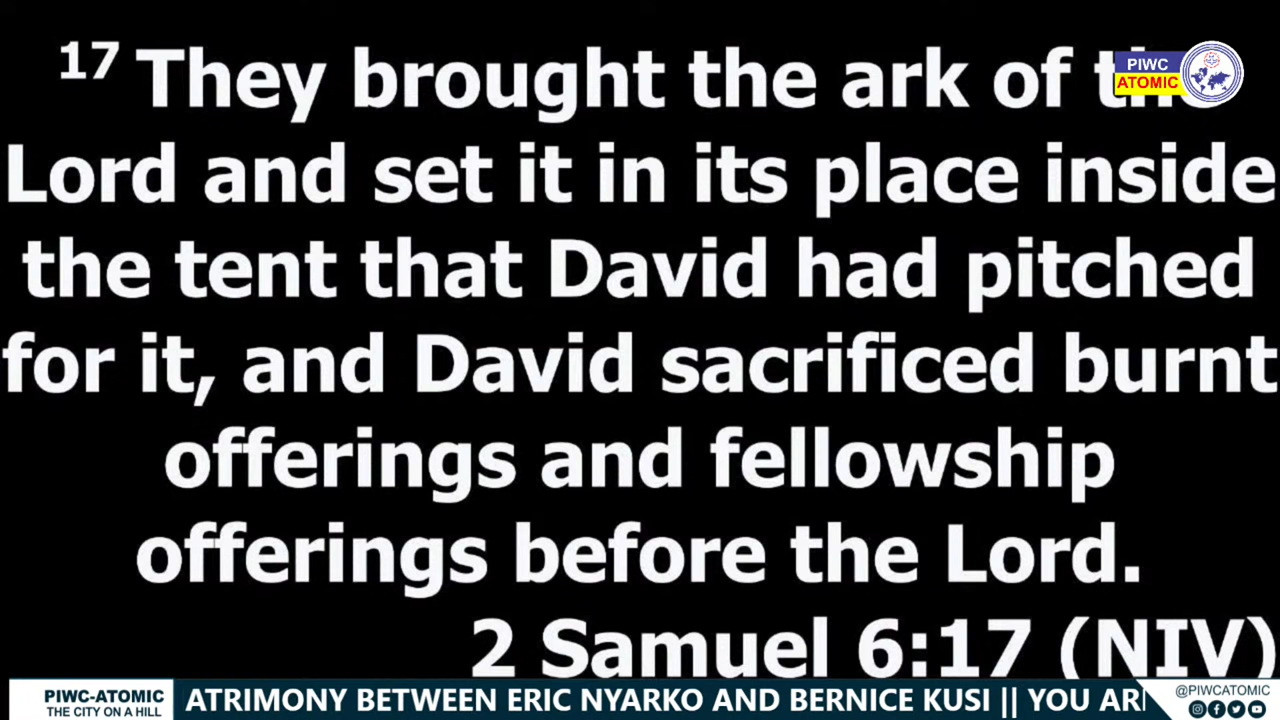 17 They brought the ark of the
Lord and set it in its place inside
the tent that David had pitched
for it, and David sacrificed burnt
offerings and fellowship
offerings before the Lord.
2 Samuel 6:17 (NIV)
PIWC
ATOMIC
PIWC-ATOMIC
THE CITY ON A HILL
ATRIMONY BETWEEN ERIC NYARKO AND BERNICE KUSI || YOU AR
@PIWCATOMIC